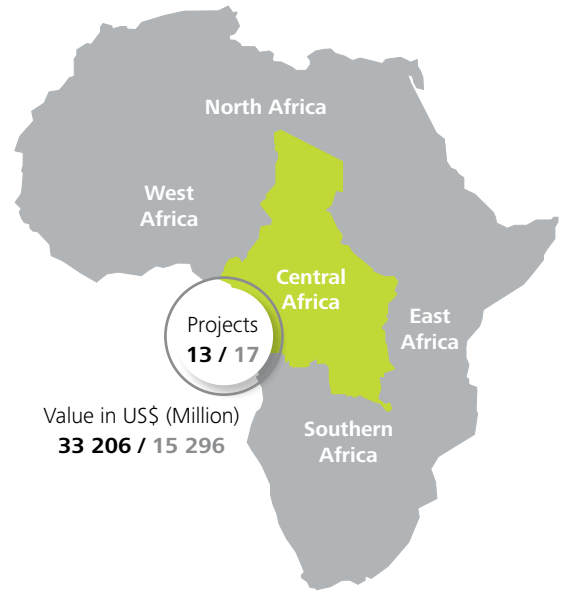 North Africa
West
Africa
Central
Africa
East
Africa
Projects
13 / 17
Value in US$ (Million)
33 206 / 15 296
Southern
Africa